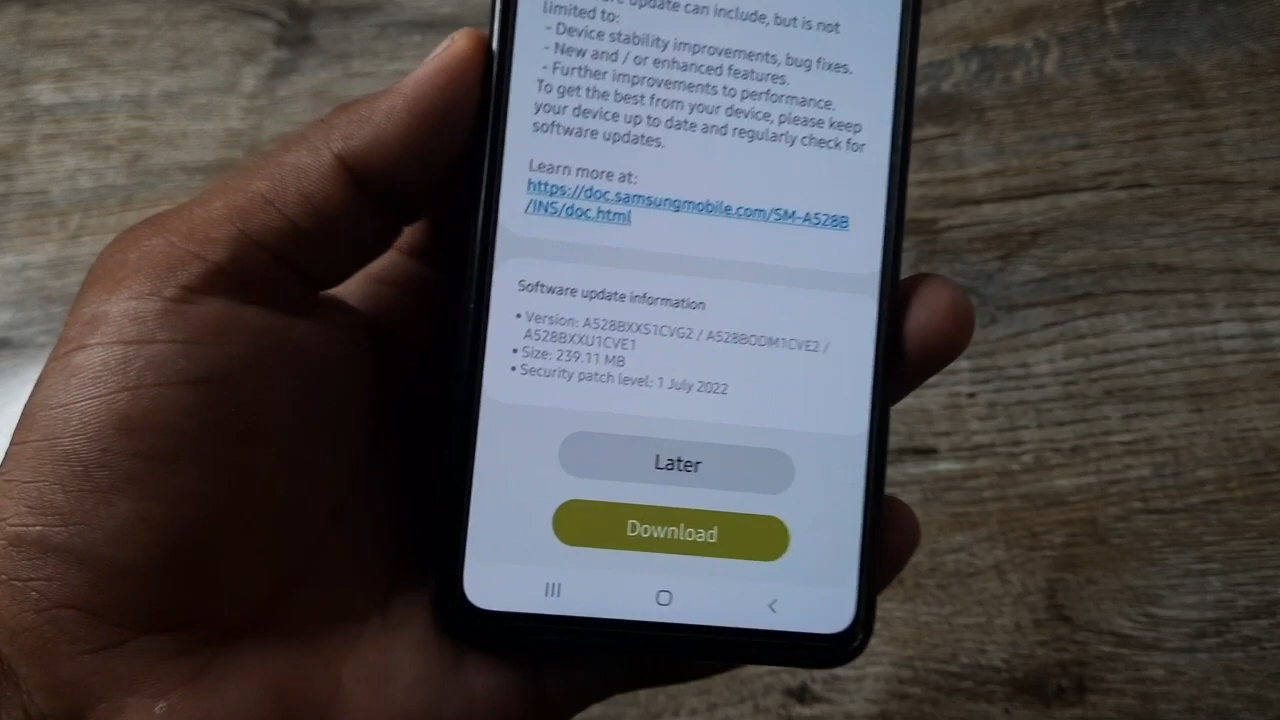 update can include, but is not
limited to:
- Device stability improvements, bug fixes.
- New and / or enhanced features.
- Further improvements to performance.
To get the best from your device, please keep
your device up to date and regularly check for
software updates.
Learn more at:
https://doc.samsungmobile.com/SM-A528B
/INS/doc.html
Software update information
• Version: A528BXXS1CVG2 / A528BODM1CVE2 /
A528BXXU1CVE1
• Size: 239.11 MB
• Security patch level: 1 July 2022
Later
Download